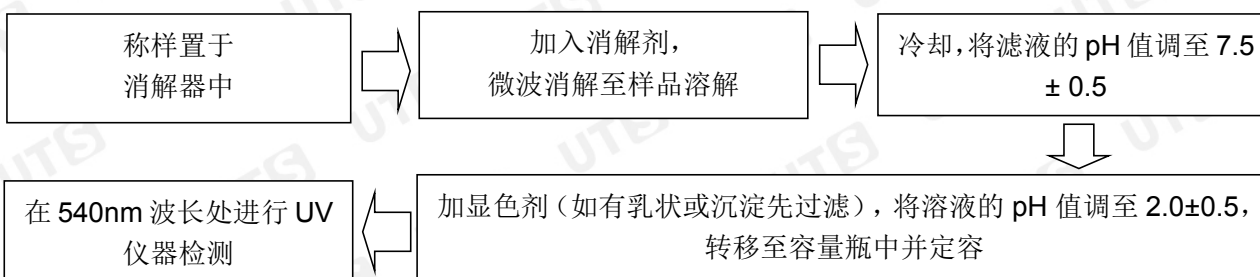 称样置于
消解器中
加入消解剂，
微波消解至样品溶解
冷却，将滤液的 pH 值调至 7.5
± 0.5
加显色剂（如有乳状或沉淀先过滤），将溶液的 pH 值调至 2.0±0.5，
转移至容量瓶中并定容
在 540nm 波长处进行 UV
仪器检测